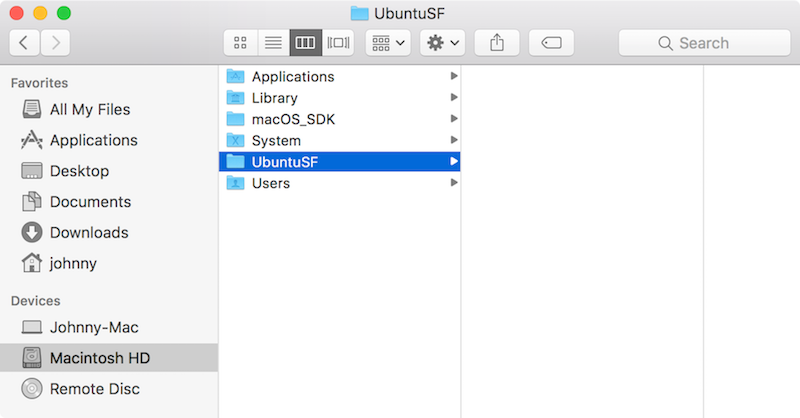 UbuntuSF
Search
Favorites
All My Files
Applications
Desktop
Documents
Downloads
johnny
Devices
Johnny-Mac
Macintosh HD
Remote Disc
Applications
Library
macOS_SDK
System
UbuntuSF
Users